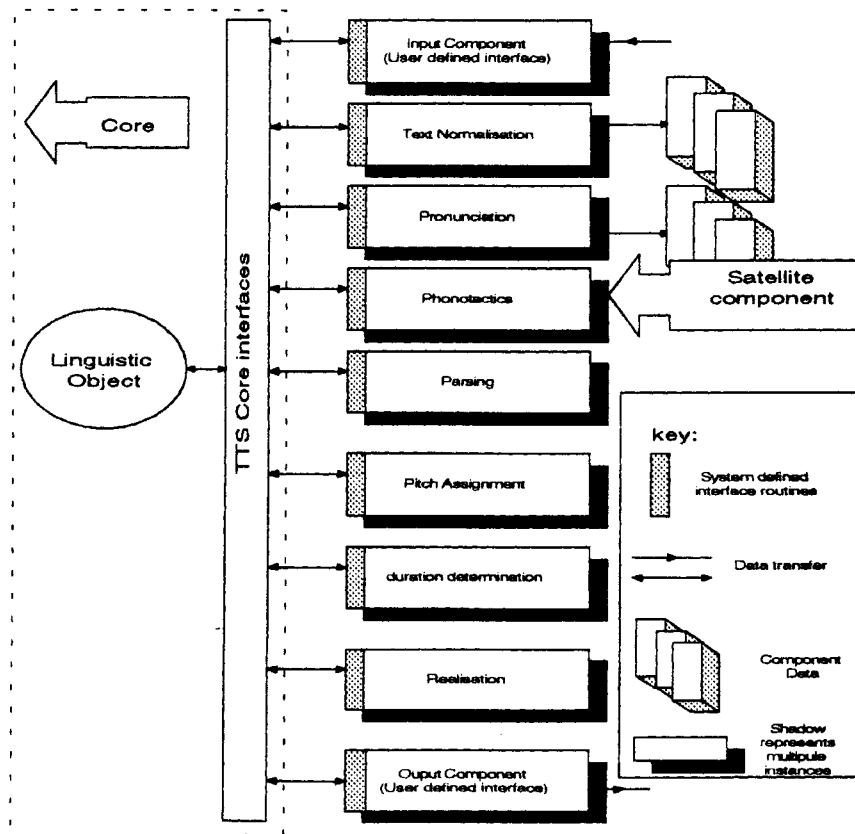 Input Component
(User defined interface)
Core
Text Normalisation
Pronunciation
Satellite
component
Phonotactics
Linguistic
Object
TTS Core interfaces
Parsing
key:
System defined
interface routines
Pitch Assignment
Data transfer
duration determination
Component
Data
Realisation
Shadow
represents
multipule
instances
Ouput Component
(User defined interface)